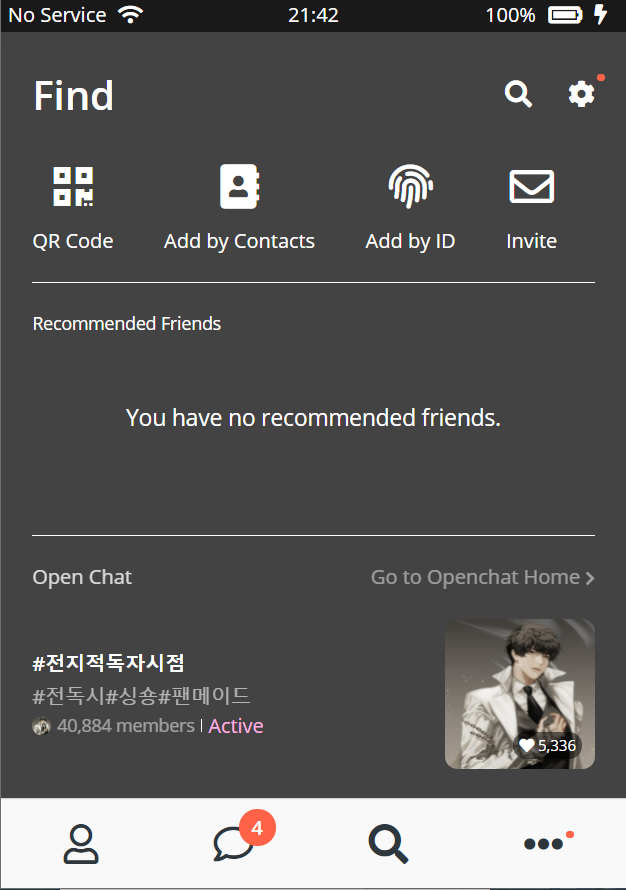 No Service 21:42 100%
Find
QR Code Add by Contacts Add by ID Invite
Recommended Friends
You have no recommended friends.
Open Chat Go to Openchat Home
#전지적독자시점
#전독시#싱숑#팬메이드
40,884 members | Active
5,336
4